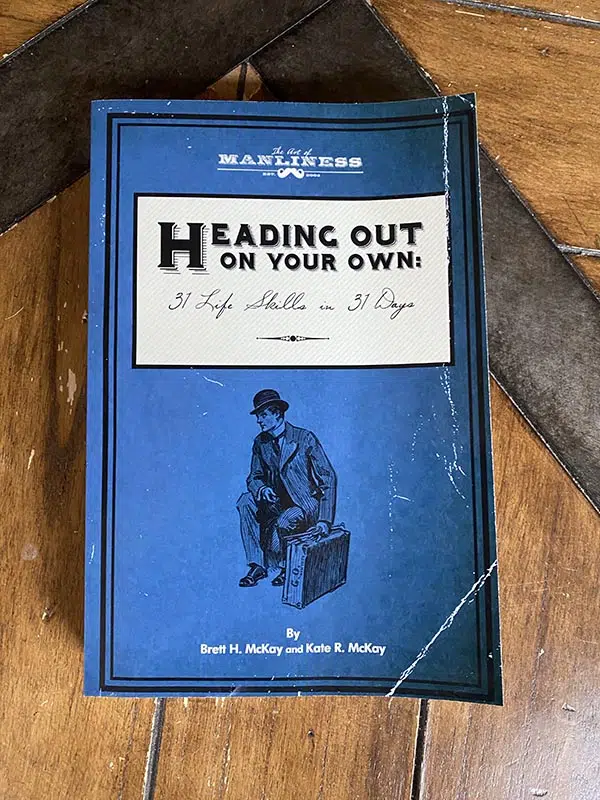 The Art of
MANLINESS
EST. 2008
HEADING OUT
ON YOUR OWN:
31 Life Skills in 31 Days
By
Brett H. McKay and Kate R. McKay